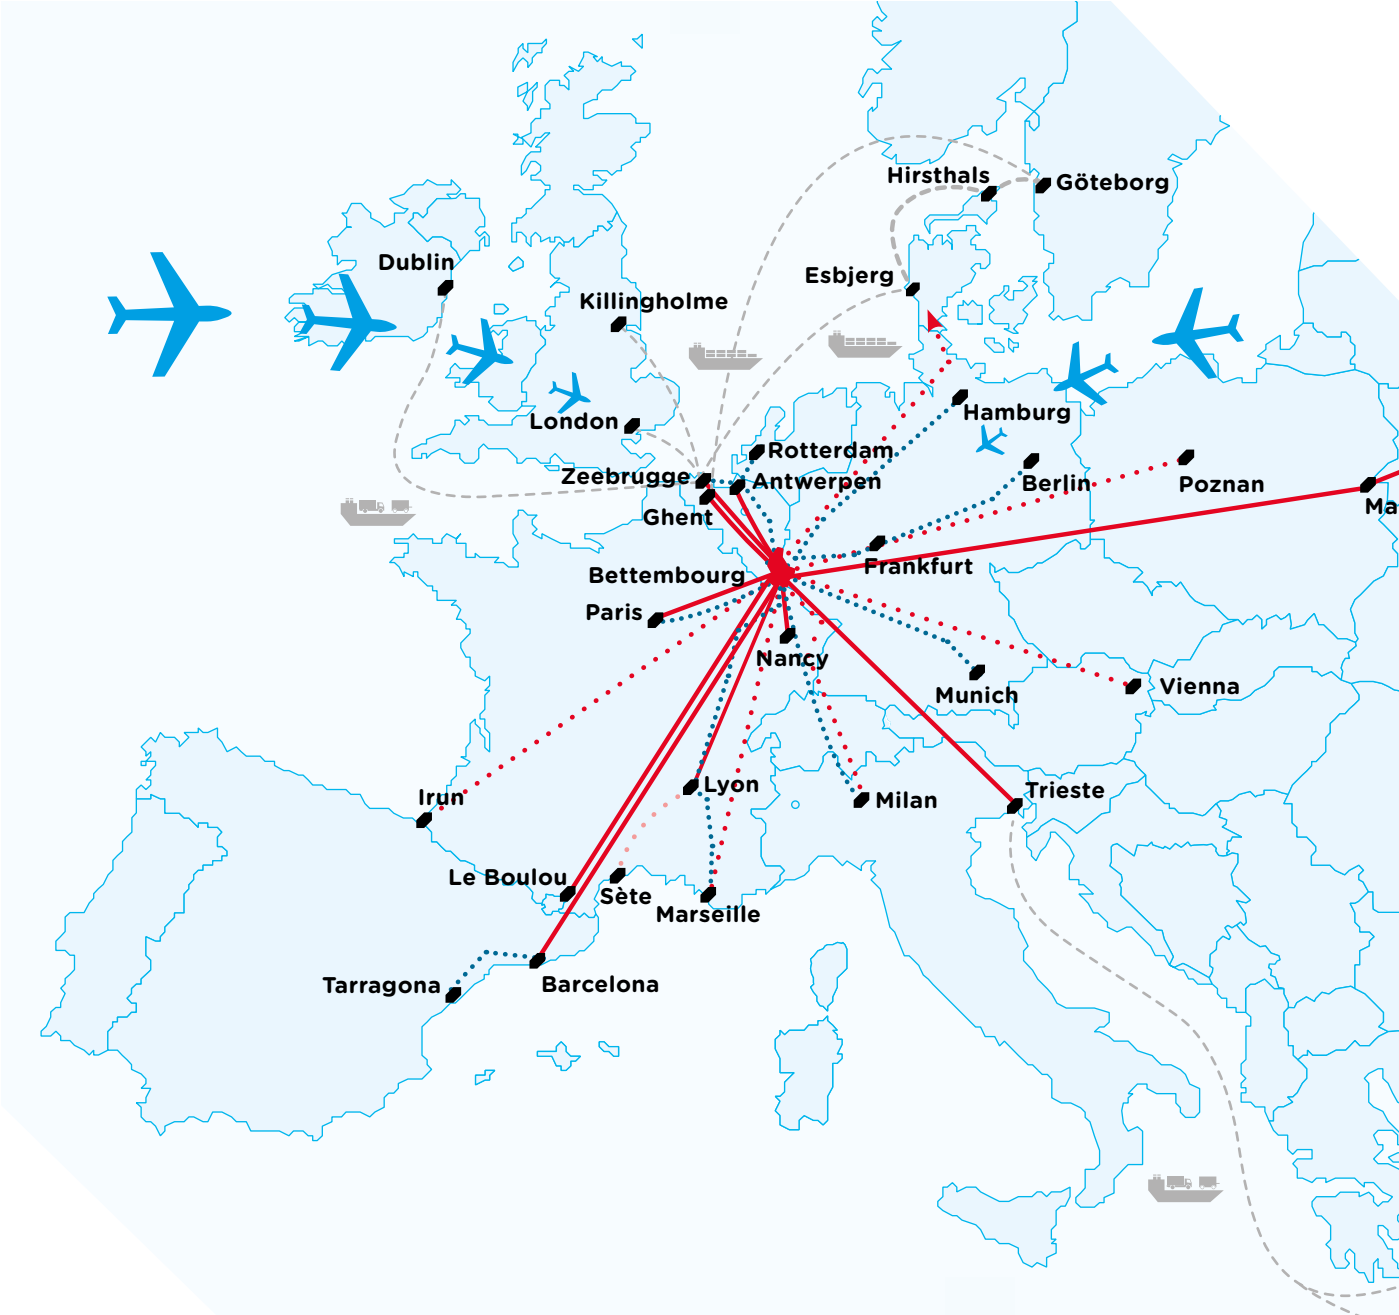 Hirsthals
Göteborg
Dublin
Esbjerg
Killingholme
Hamburg
London
Rotterdam
Zeebrugge
Antwerpen
Berlin
Poznan
Ma
Ghent
Frankfurt
Bettembourg
Paris
Nancy
Munich
Vienna
Lyon
Trieste
Irun
Milan
Le Boulou
Sète
Marseille
Tarragona
Barcelona